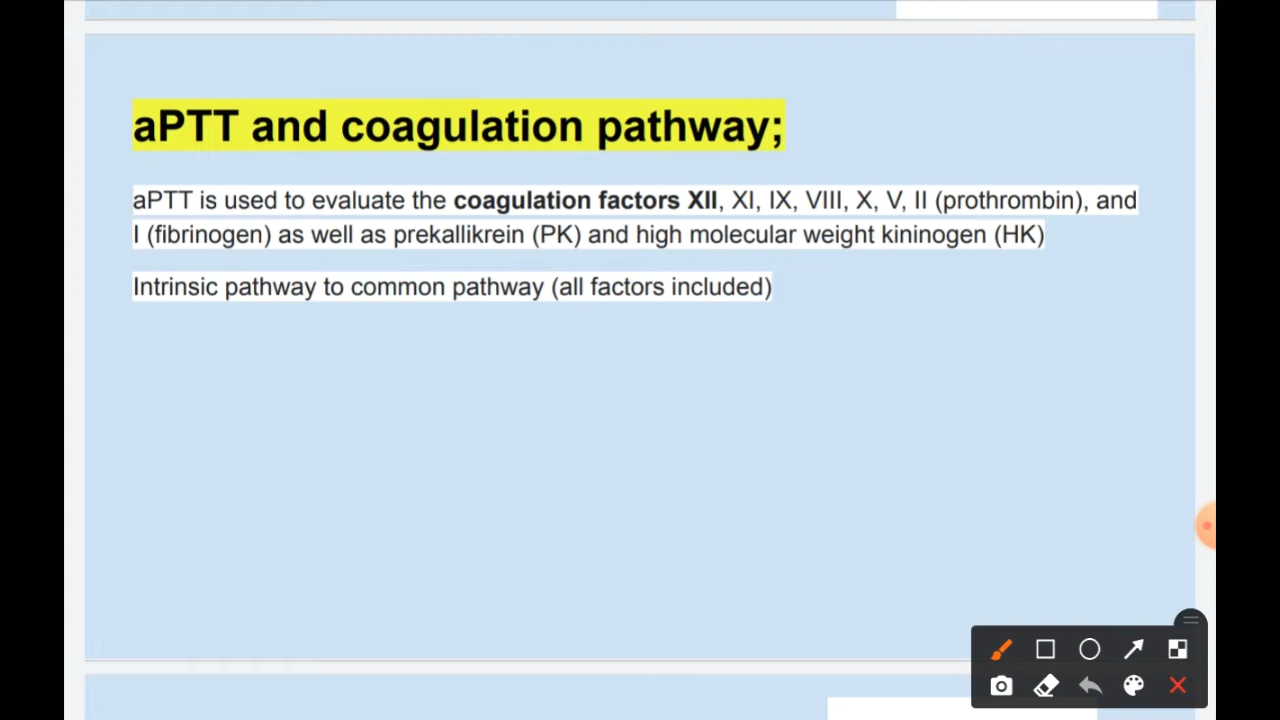 aPTT and coagulation pathway;
aPTT is used to evaluate the coagulation factors XII, XI, IX, VIII, X, V, II (prothrombin), and
I (fibrinogen) as well as prekallikrein (PK) and high molecular weight kininogen (HK)
Intrinsic pathway to common pathway (all factors included)